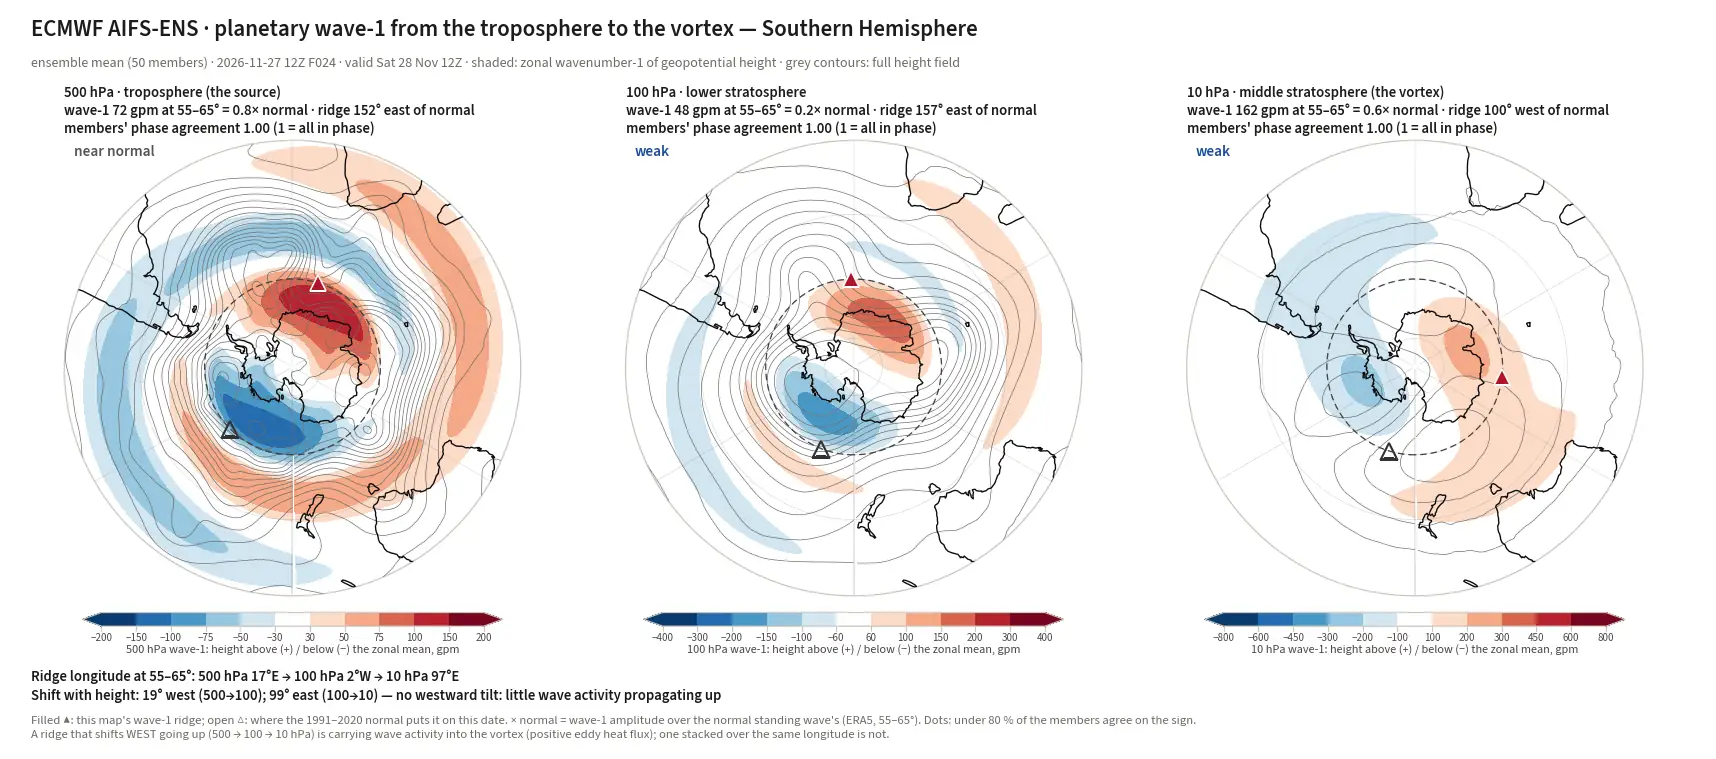 ECMWF AIFS-ENS · planetary wave-1 from the troposphere to the vortex — Southern Hemisphere
ensemble mean (50 members) · 2026-11-27 12Z F024 · valid Sat 28 Nov 12Z · shaded: zonal wavenumber-1 of geopotential height · grey contours: full height field
500 hPa · troposphere (the source)
wave-1 72 gpm at 55–65° = 0.8× normal · ridge 152° east of normal
members' phase agreement 1.00 (1 = all in phase)
near normal
100 hPa · lower stratosphere
wave-1 48 gpm at 55–65° = 0.2× normal · ridge 157° east of normal
members' phase agreement 1.00 (1 = all in phase)
weak
10 hPa · middle stratosphere (the vortex)
wave-1 162 gpm at 55–65° = 0.6× normal · ridge 100° west of normal
members' phase agreement 1.00 (1 = all in phase)
weak
−200 −150 −100 −75 −50 −30 30 50 75 100 150 200
500 hPa wave-1: height above (+) / below (−) the zonal mean, gpm
−400 −300 −200 −150 −100 −60 60 100 150 200 300 400
100 hPa wave-1: height above (+) / below (−) the zonal mean, gpm
−800 −600 −450 −300 −200 −100 100 200 300 450 600 800
10 hPa wave-1: height above (+) / below (−) the zonal mean, gpm
Ridge longitude at 55–65°: 500 hPa 17°E → 100 hPa 2°W → 10 hPa 97°E
Shift with height: 19° west (500→100); 99° east (100→10) — no westward tilt: little wave activity propagating up
Filled ▲: this map's wave-1 ridge; open △: where the 1991–2020 normal puts it on this date. × normal = wave-1 amplitude over the normal standing wave's (ERA5, 55–65°). Dots: under 80 % of the members agree on the sign.
A ridge that shifts WEST going up (500 → 100 → 10 hPa) is carrying wave activity into the vortex (positive eddy heat flux); one stacked over the same longitude is not.